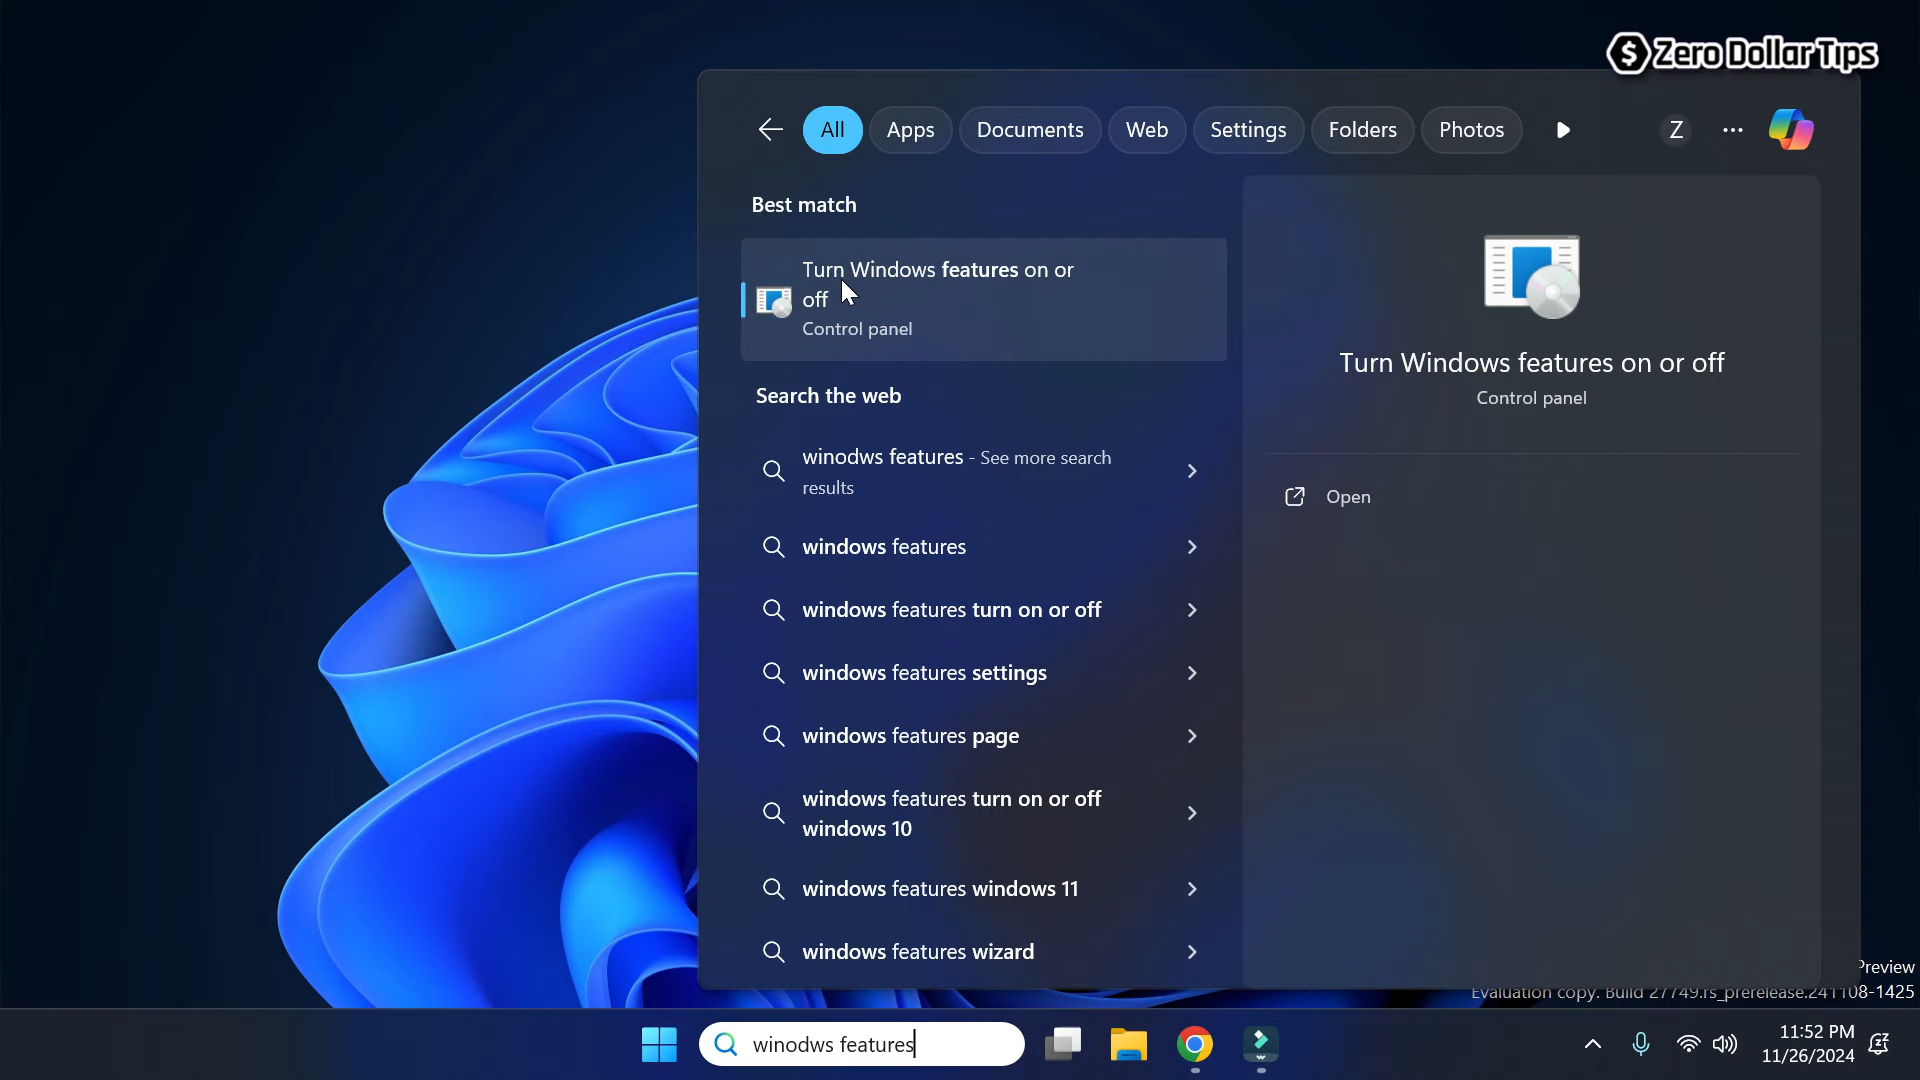 $ Zero Dollar Tips
All Apps Documents Web Settings Folders Photos Z
Best match
Turn Windows features on or
off
Control panel
Search the web
winodws features - See more search
results
windows features
windows features turn on or off
windows features settings
windows features page
windows features turn on or off
windows 10
windows features windows 11
windows features wizard
Turn Windows features on or off
Control panel
Open
Preview
Evaluation copy. Build 27749.rs_prerelease.241108-1425
winodws features
11:52 PM
11/26/2024